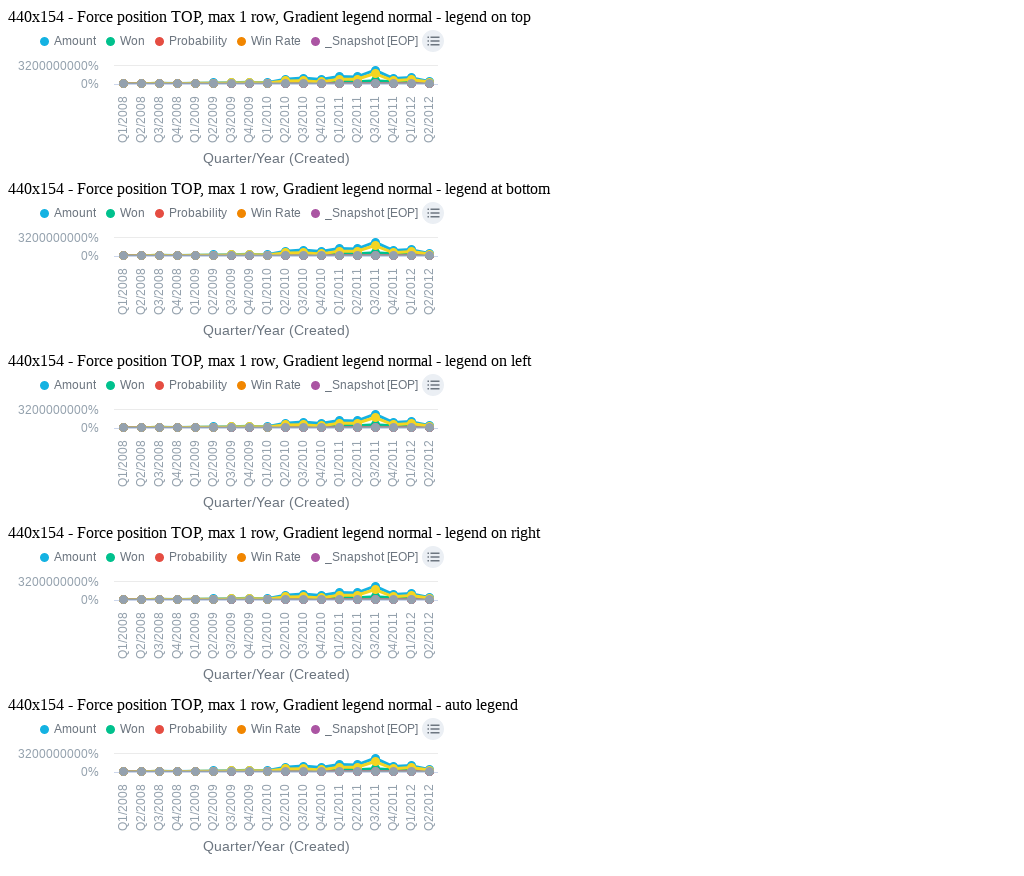 440x154 - Force position TOP, max 1 row, Gradient legend normal - legend on top
Amount Won Probability Win Rate _Snapshot [EOP]
3200000000%
0%
Q1/2008 Q2/2008 Q3/2008 Q4/2008 Q1/2009 Q2/2009 Q3/2009 Q4/2009 Q1/2010 Q2/2010 Q3/2010 Q4/2010 Q1/2011 Q2/2011 Q3/2011 Q4/2011 Q1/2012 Q2/2012
Quarter/Year (Created)
440x154 - Force position TOP, max 1 row, Gradient legend normal - legend at bottom
Amount Won Probability Win Rate _Snapshot [EOP]
3200000000%
0%
Q1/2008 Q2/2008 Q3/2008 Q4/2008 Q1/2009 Q2/2009 Q3/2009 Q4/2009 Q1/2010 Q2/2010 Q3/2010 Q4/2010 Q1/2011 Q2/2011 Q3/2011 Q4/2011 Q1/2012 Q2/2012
Quarter/Year (Created)
440x154 - Force position TOP, max 1 row, Gradient legend normal - legend on left
Amount Won Probability Win Rate _Snapshot [EOP]
3200000000%
0%
Q1/2008 Q2/2008 Q3/2008 Q4/2008 Q1/2009 Q2/2009 Q3/2009 Q4/2009 Q1/2010 Q2/2010 Q3/2010 Q4/2010 Q1/2011 Q2/2011 Q3/2011 Q4/2011 Q1/2012 Q2/2012
Quarter/Year (Created)
440x154 - Force position TOP, max 1 row, Gradient legend normal - legend on right
Amount Won Probability Win Rate _Snapshot [EOP]
3200000000%
0%
Q1/2008 Q2/2008 Q3/2008 Q4/2008 Q1/2009 Q2/2009 Q3/2009 Q4/2009 Q1/2010 Q2/2010 Q3/2010 Q4/2010 Q1/2011 Q2/2011 Q3/2011 Q4/2011 Q1/2012 Q2/2012
Quarter/Year (Created)
440x154 - Force position TOP, max 1 row, Gradient legend normal - auto legend
Amount Won Probability Win Rate _Snapshot [EOP]
3200000000%
0%
Q1/2008 Q2/2008 Q3/2008 Q4/2008 Q1/2009 Q2/2009 Q3/2009 Q4/2009 Q1/2010 Q2/2010 Q3/2010 Q4/2010 Q1/2011 Q2/2011 Q3/2011 Q4/2011 Q1/2012 Q2/2012
Quarter/Year (Created)